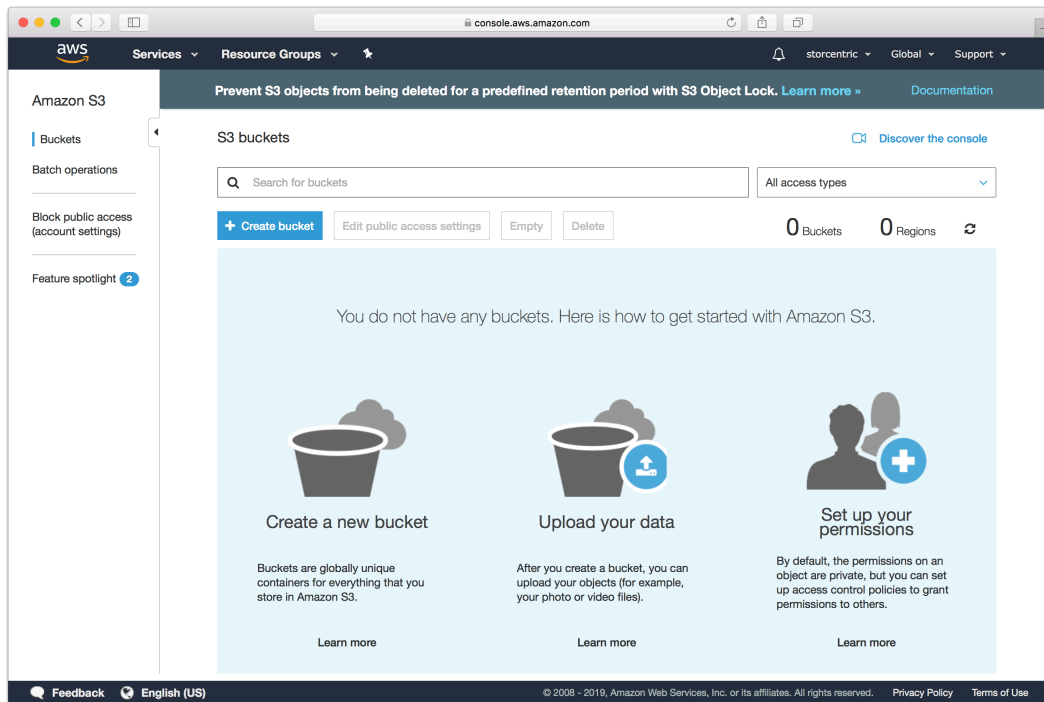 console.aws.amazon.com
aws Services Resource Groups storcentric Global Support
Amazon S3
Buckets
Batch operations
Block public access
(account settings)
Feature spotlight 2
Prevent S3 objects from being deleted for a predefined retention period with S3 Object Lock. Learn more » Documentation
S3 buckets Discover the console
Search for buckets All access types
Create bucket Edit public access settings Empty Delete 0 Buckets 0 Regions
You do not have any buckets. Here is how to get started with Amazon S3.
Create a new bucket
Buckets are globally unique
containers for everything that you
store in Amazon S3.
Learn more
Upload your data
After you create a bucket, you can
upload your objects (for example,
your photo or video files).
Learn more
Set up your
permissions
By default, the permissions on an
object are private, but you can set
up access control policies to grant
permissions to others.
Learn more
Feedback English (US) © 2008 - 2019, Amazon Web Services, Inc. or its affiliates. All rights reserved. Privacy Policy Terms of Use